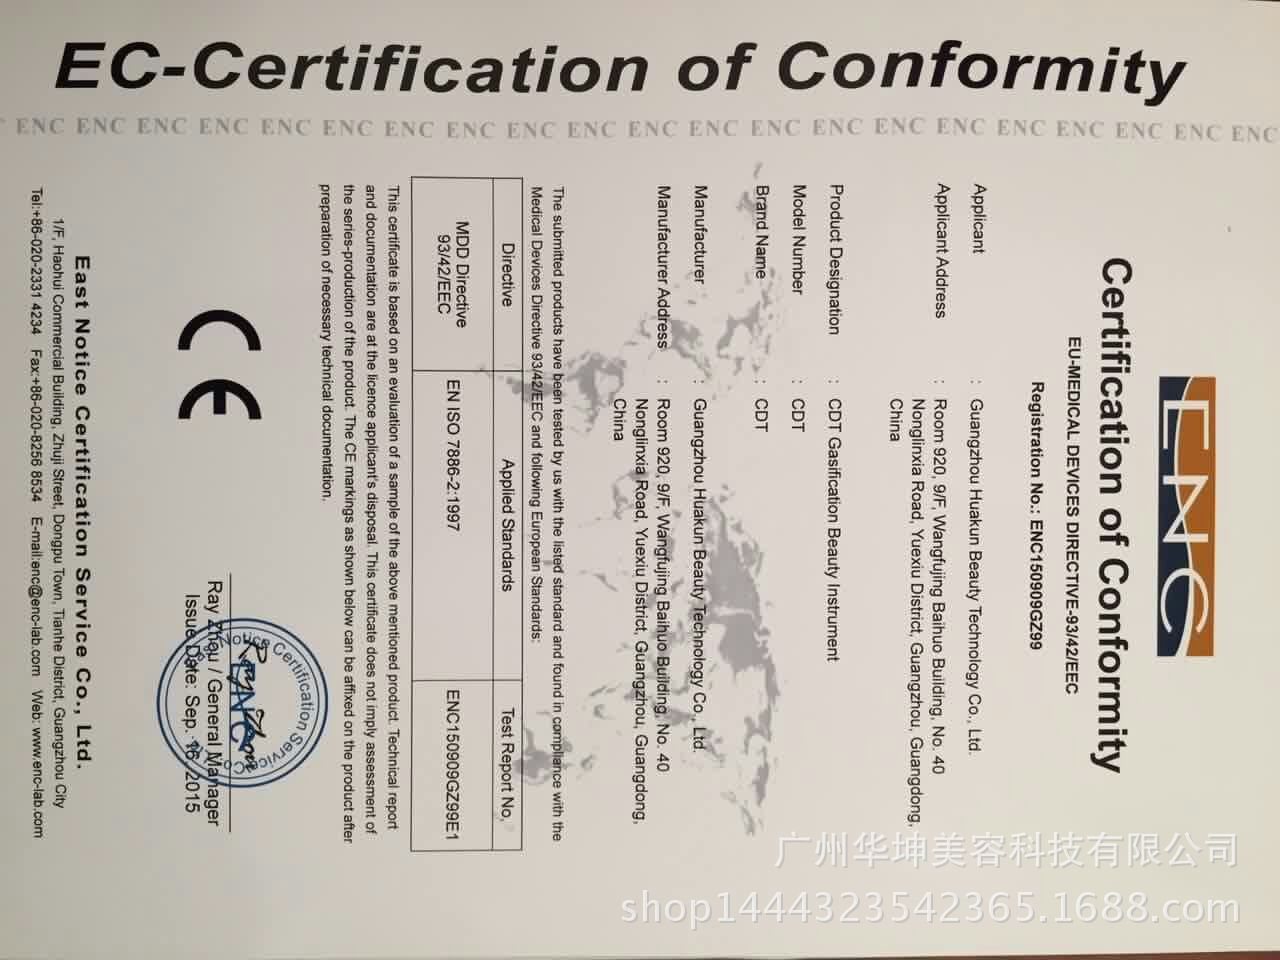 EC-Certification of Conformity
ENC ENC ENC ENC ENC ENC ENC ENC ENC ENC ENC ENC ENC ENC ENC ENC ENC ENC ENC ENC ENC
ENC
Certification of Conformity
EU-MEDICAL DEVICES DIRECTIVE-93/42/EEC
Registration No.: ENC150909GZ99
Applicant : Guangzhou Huakun Beauty Technology Co., Ltd.
Applicant Address : Room 920, 9/F, Wangfujing Baihuo Building, No. 40
Nonglinxia Road, Yuexiu District, Guangzhou, Guangdong,
China
Product Designation : CDT Gasification Beauty Instrument
Model Number : CDT
Brand Name : CDT
Manufacturer : Guangzhou Huakun Beauty Technology Co., Ltd.
Manufacturer Address : Room 920, 9/F, Wangfujing Baihuo Building, No. 40
Nonglinxia Road, Yuexiu District, Guangzhou, Guangdong,
China
The submitted products have been tested by us with the listed standard and found in compliance with the
Medical Devices Directive 93/42/EEC and following European Standards:
Directive Applied Standards Test Report No.
MDD Directive EN ISO 7886-2:1997 ENC150909GZ99E1
93/42/EEC
This certificate is based on an evaluation of a sample of the above mentioned product. Technical report
and documentation are at the licence applicant's disposal. This certificate does not imply assessment of
the series-production of the product. The CE markings as shown below can be affixed on the product after
preparation of necessary technical documentation.
CE
Ray Zhou
East Notice Certification Service Co., Ltd.
ENC
Ray Zhou / General Manager
Issue Date: Sep. 16 2015
East Notice Certification Service Co., Ltd.
1/F, Haohui Commercial Building, Zhuji Street, Dongpu Town, Tianhe District, Guangzhou City
Tel:+86-020-2331 4234 Fax:+86-020-8256 8534 E-mail:enc@enc-lab.com Web: www.enc-lab.com
广州华坤美容科技有限公司
shop1444323542365.1688.com